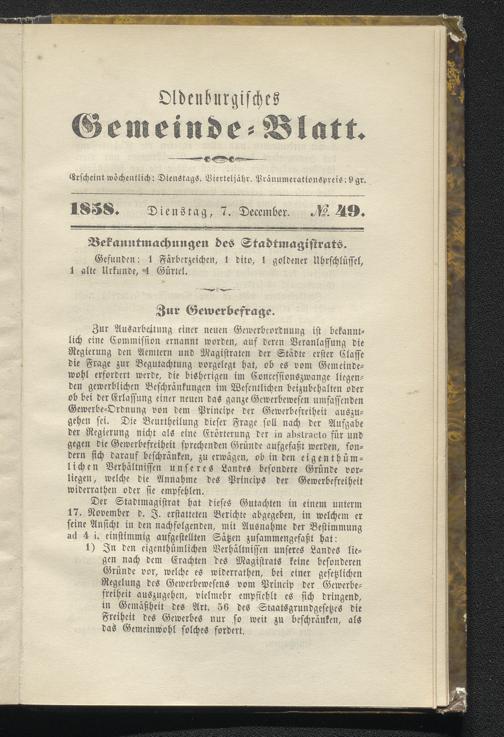 Oldenburgisches
Gemeinde-Blatt.
Erscheint wöchentlich: Dienstags. Vierteljähr. Pränumerationspreis: 9 gr.
1858. Dienstag, 7. December. №. 49.
Bekanntmachungen des Stadtmagistrats.
Gefunden: 1 Färberzeichen, 1 dito, 1 goldener Uhrschlüssel,
1 alte Urkunde, 1 Gürtel.
Zur Gewerbefrage.
Zur Ausarbeitung einer neuen Gewerbeordnung ist bekannt-
lich eine Commission ernannt worden, auf deren Veranlassung die
Regierung den Aemtern und Magistraten der Städte erster Classe
die Frage zur Begutachtung vorgelegt hat, ob es vom Gemeinde-
wohl erfordert werde, die bisherigen im Concessionszwange liegen-
den gewerblichen Beschränkungen im Wesentlichen beizubehalten oder
ob bei der Erlassung einer neuen das ganze Gewerbewesen umfassenden
Gewerbe-Ordnung von dem Principe der Gewerbefreiheit auszu-
gehen sei. Die Beurtheilung dieser Frage soll nach der Aufgabe
der Regierung nicht als eine Erörterung der in abstracto für und
gegen die Gewerbefreiheit sprechenden Gründe aufgefaßt werden, son-
dern sich darauf beschränken, zu erwägen, ob in den eigenthüm-
lichen Verhältnissen unseres Landes besondere Gründe vor-
liegen, welche die Annahme des Princips der Gewerbefreiheit
widerrathen oder sie empfehlen.
Der Stadtmagistrat hat dieses Gutachten in einem unterm
17. November d. J. erstatteten Berichte abgegeben, in welchem er
seine Ansicht in den nachfolgenden, mit Ausnahme der Bestimmung
ad 4 i. einstimmig aufgestellten Sätzen zusammengefaßt hat:
1) In den eigenthümlichen Verhältnissen unseres Landes lie-
gen nach dem Erachten des Magistrats keine besonderen
Gründe vor, welche es widerrathen, bei einer gesetzlichen
Regelung des Gewerbewesens vom Princip der Gewerbe-
freiheit auszugehen, vielmehr empfiehlt es sich dringend,
in Gemäßheit des Art. 56 des Staatsgrundgesetzes die
Freiheit des Gewerbes nur so weit zu beschränken, als
das Gemeinwohl solches fordert.